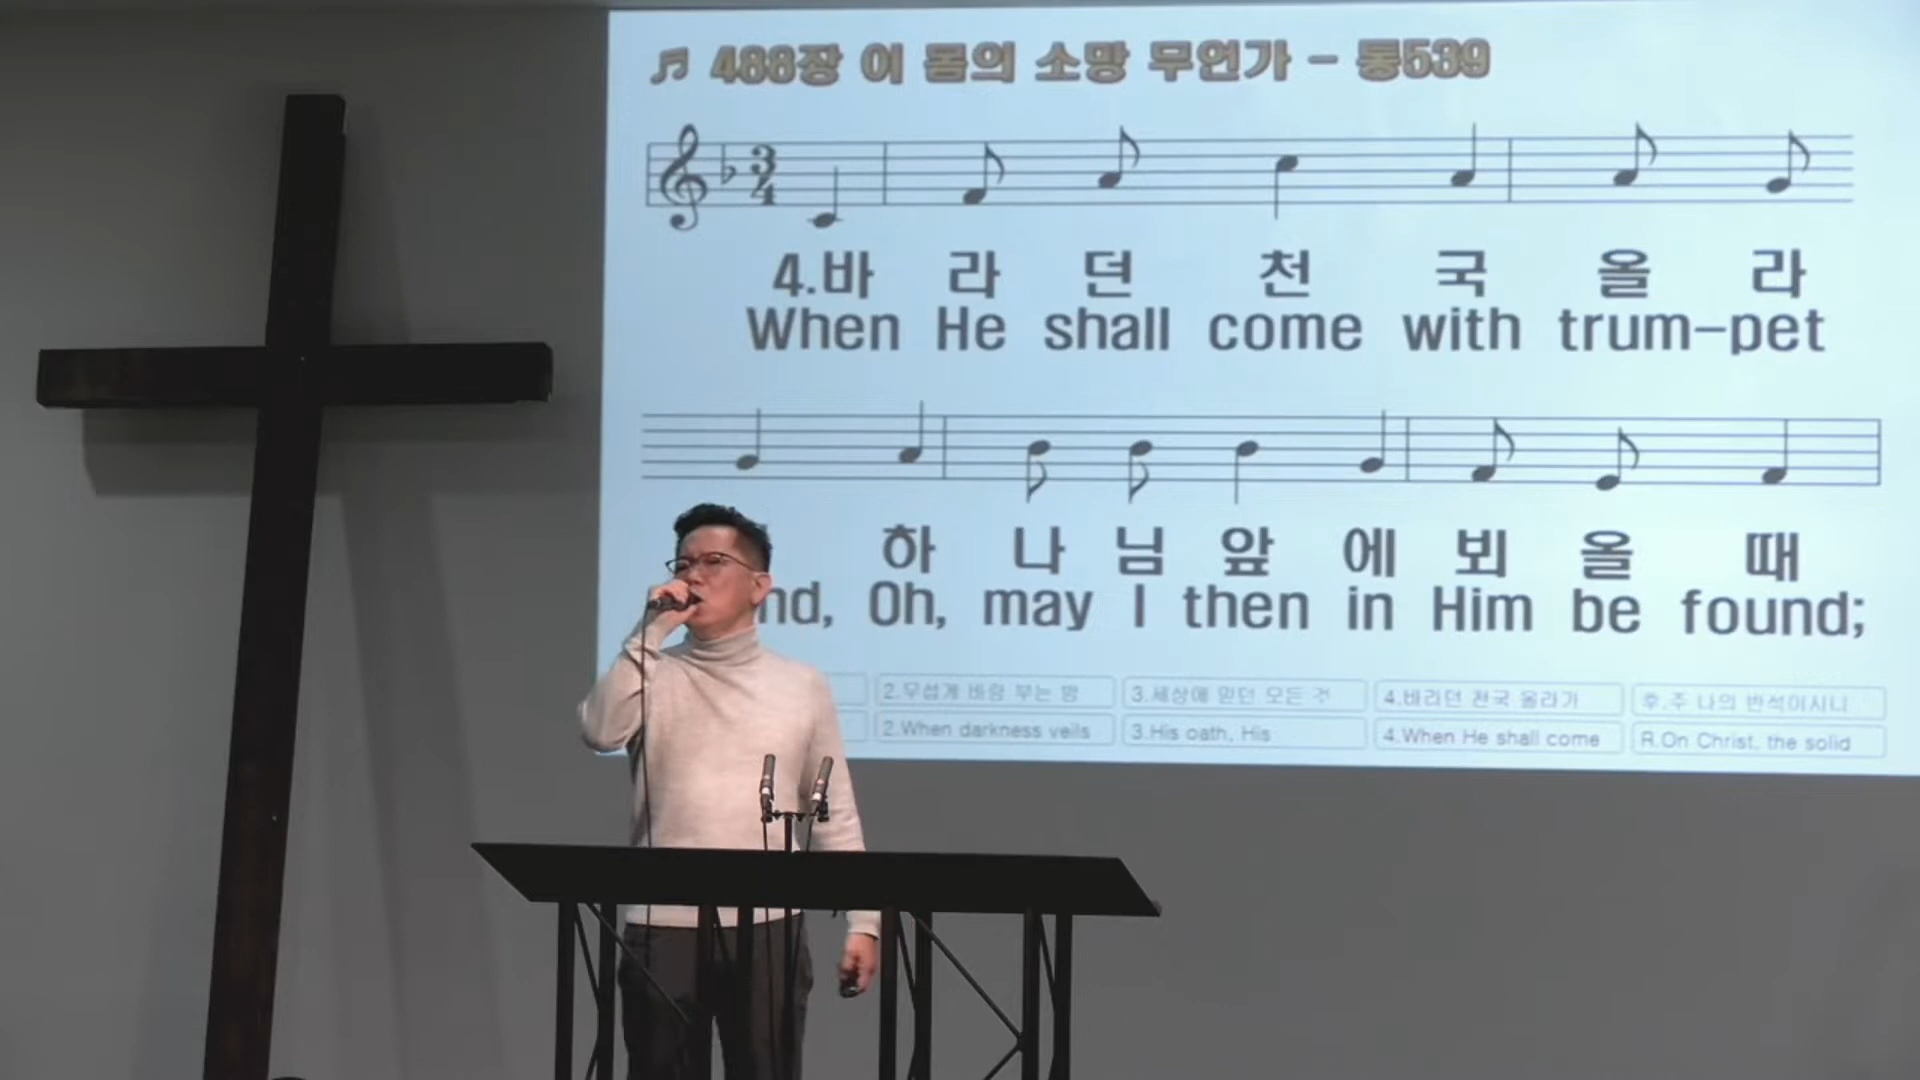 ♬ 488장 이 몸의 소망 무언가 - 통539
4.바 라 던 천 국 올 라
When He shall come with trum-pet
하 나 님 앞 에 뵈 올 때
Oh, may I then in Him be found;
2.무섭게 바람 부는 밤 3.세상에 믿던 모든 것 4.바라던 천국 올라가 후.주 나의 반석이시니
2.When darkness veils 3.His oath, His 4.When He shall come R.On Christ, the solid